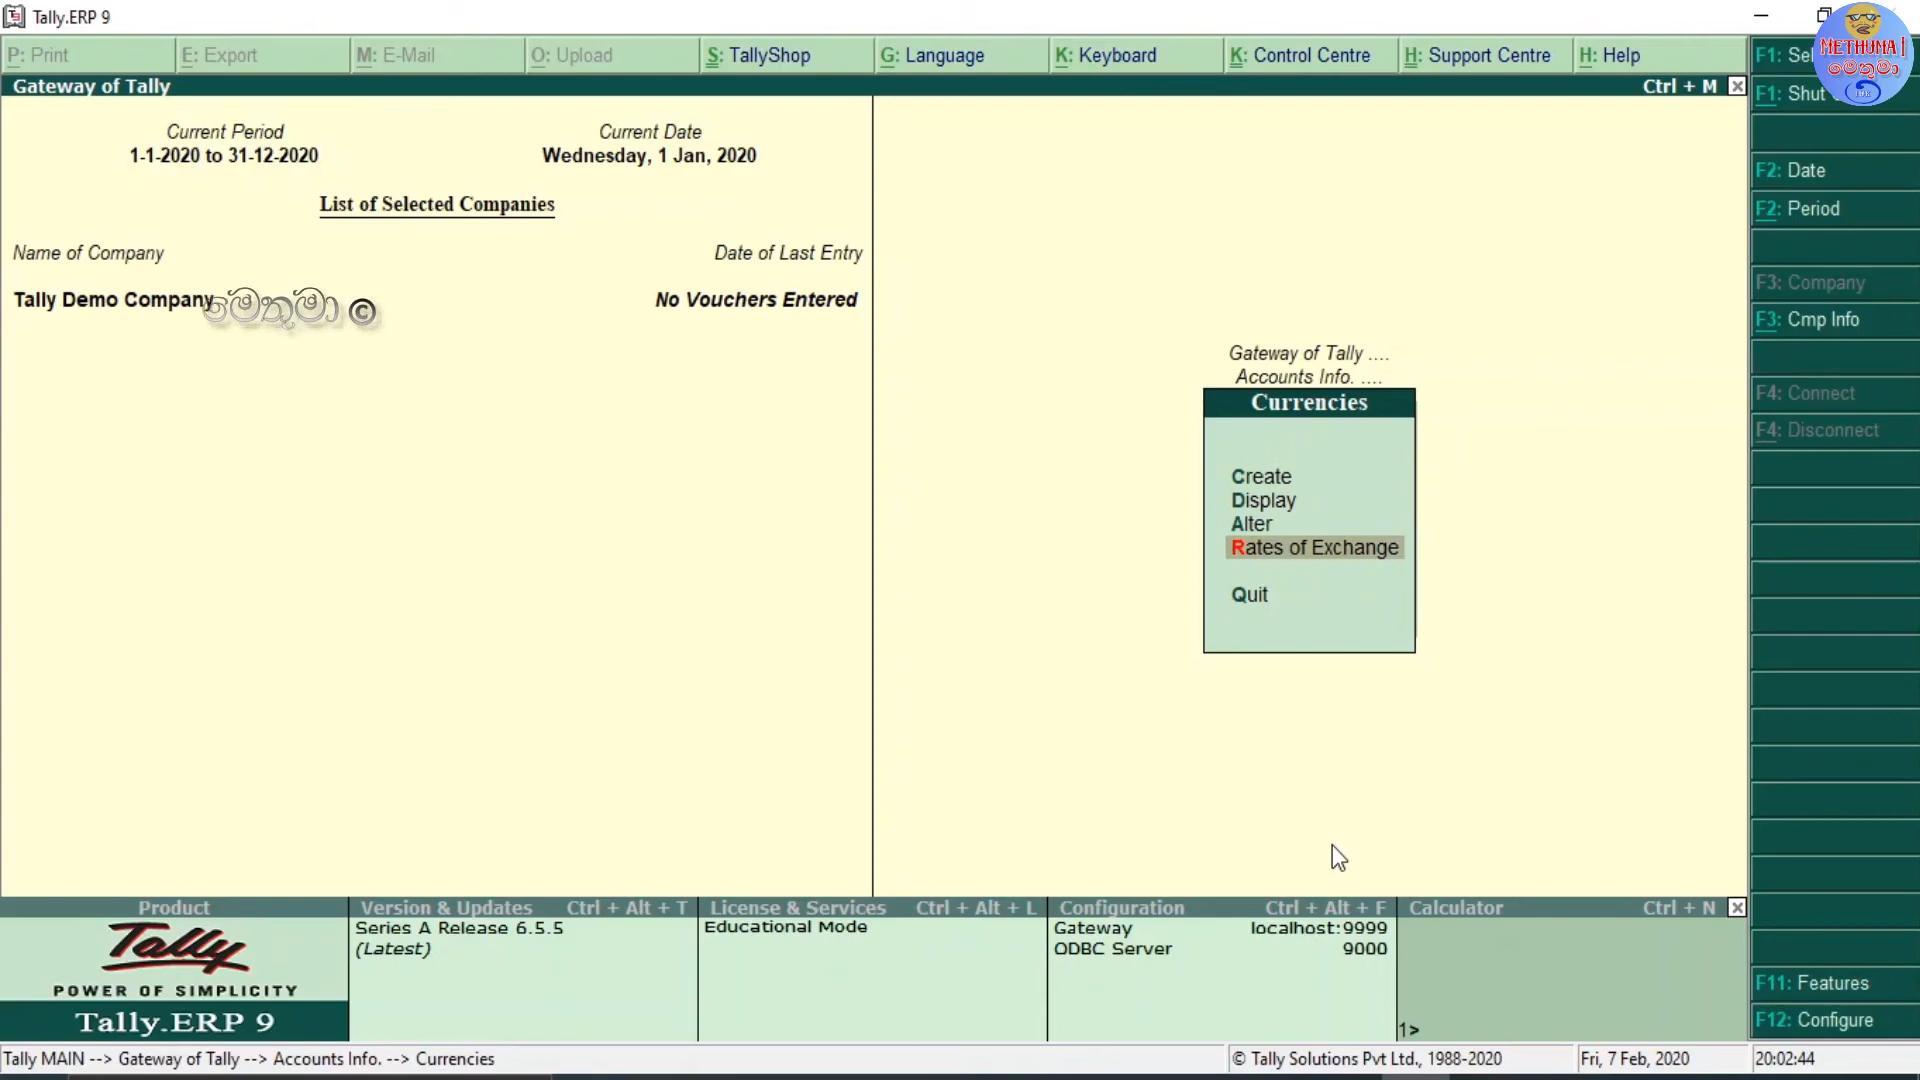 Tally.ERP 9
P: Print
E: Export
M: E-Mail
O: Upload
S: TallyShop
G: Language
K: Keyboard
K: Control Centre
H: Support Centre
H: Help
Gateway of Tally
Ctrl + M
Current Period
1-1-2020 to 31-12-2020
Current Date
Wednesday, 1 Jan, 2020
List of Selected Companies
Name of Company
Date of Last Entry
Tally Demo Company
No Vouchers Entered
මෙතුමා ©
Gateway of Tally ....
Accounts Info. ....
Currencies
Create
Display
Alter
Rates of Exchange
Quit
METHUMA
මෙතුමා
F1: Se
F1: Shut
F2: Date
F2: Period
F3: Company
F3: Cmp Info
F4: Connect
F4: Disconnect
F11: Features
F12: Configure
Product
Tally
POWER OF SIMPLICITY
Tally.ERP 9
Version & Updates Ctrl + Alt + T
Series A Release 6.5.5
(Latest)
License & Services Ctrl + Alt + L
Educational Mode
Configuration Ctrl + Alt + F
Gateway localhost:9999
ODBC Server 9000
Calculator Ctrl + N
1>
Tally MAIN --> Gateway of Tally --> Accounts Info. --> Currencies
© Tally Solutions Pvt Ltd., 1988-2020
Fri, 7 Feb, 2020
20:02:44